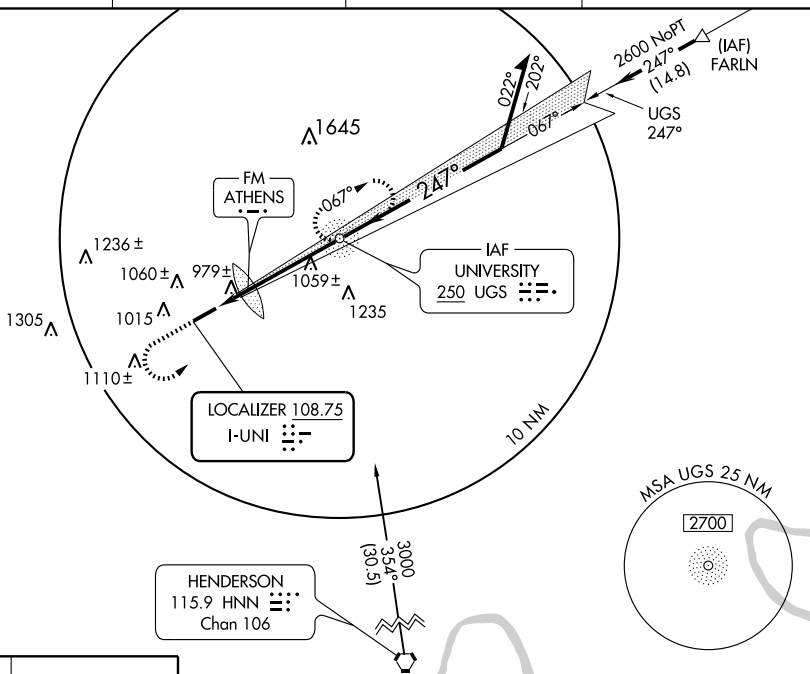 2600 NoPT
247°
(14.8)
(IAF)
FARLN
UGS
247°
022°
202°
067°
1645
FM
ATHENS
067°
247°
1236 ±
1060 ±
979 ±
1059 ±
1235
1015
1305
1110 ±
IAF
UNIVERSITY
250 UGS
LOCALIZER 108.75
I-UNI
10 NM
3000
354°
(30.5)
HENDERSON
115.9 HNN
Chan 106
MSA UGS 25 NM
2700